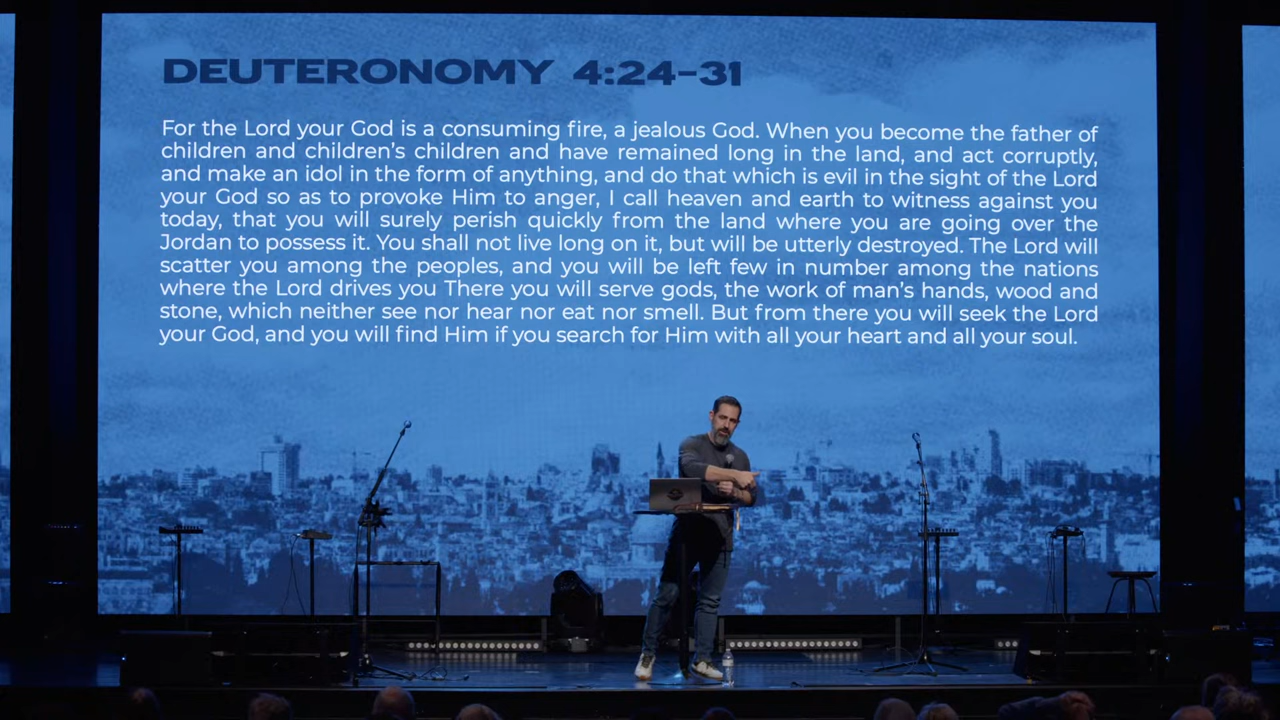 DEUTERONOMY 4:24-31
For the Lord your God is a consuming fire, a jealous God. When you become the father of
children and children's children and have remained long in the land, and act corruptly,
and make an idol in the form of anything, and do that which is evil in the sight of the Lord
your God so as to provoke Him to anger, I call heaven and earth to witness against you
today, that you will surely perish quickly from the land where you are going over the
Jordan to possess it. You shall not live long on it, but will be utterly destroyed. The Lord will
scatter you among the peoples, and you will be left few in number among the nations
where the Lord drives you There you will serve gods, the work of man's hands, wood and
stone, which neither see nor hear nor eat nor smell. But from there you will seek the Lord
your God, and you will find Him if you search for Him with all your heart and all your soul.